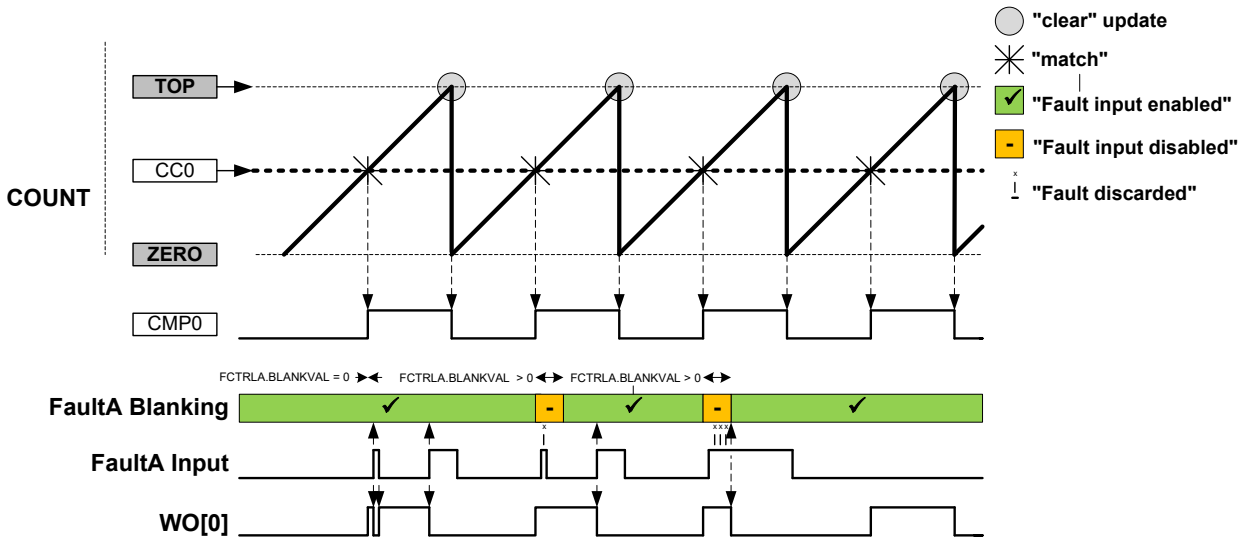 "clear" update
"match"
TOP
"Fault input enabled"
"Fault input disabled"
CC0
"Fault discarded"
COUNT
ZERO
CMP0
FCTRLA.BLANKVAL = 0 FCTRLA.BLANKVAL > 0 FCTRLA.BLANKVAL > 0
FaultA Blanking ✓ - ✓ - ✓
x xxx
FaultA Input
WO[0]